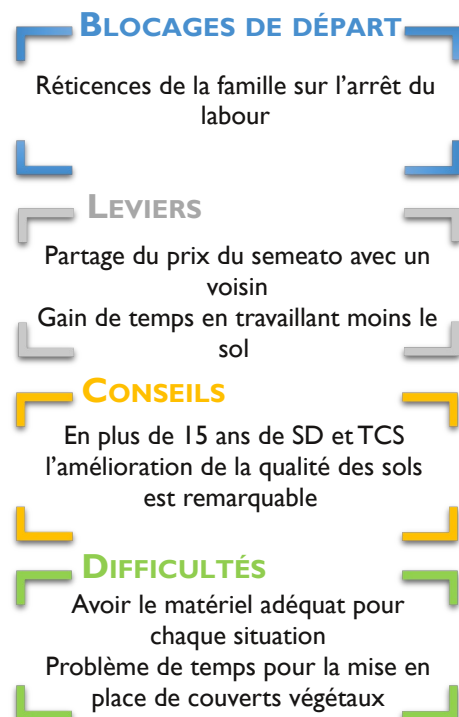 BLOCAGES DE DÉPART
Réticences de la famille sur l'arrêt du
labour
LEVIERS
Partage du prix du semeato avec un
voisin
Gain de temps en travaillant moins le
sol
CONSEILS
En plus de 15 ans de SD et TCS
l'amélioration de la qualité des sols
est remarquable
DIFFICULTÉS
Avoir le matériel adéquat pour
chaque situation
Problème de temps pour la mise en
place de couverts végétaux